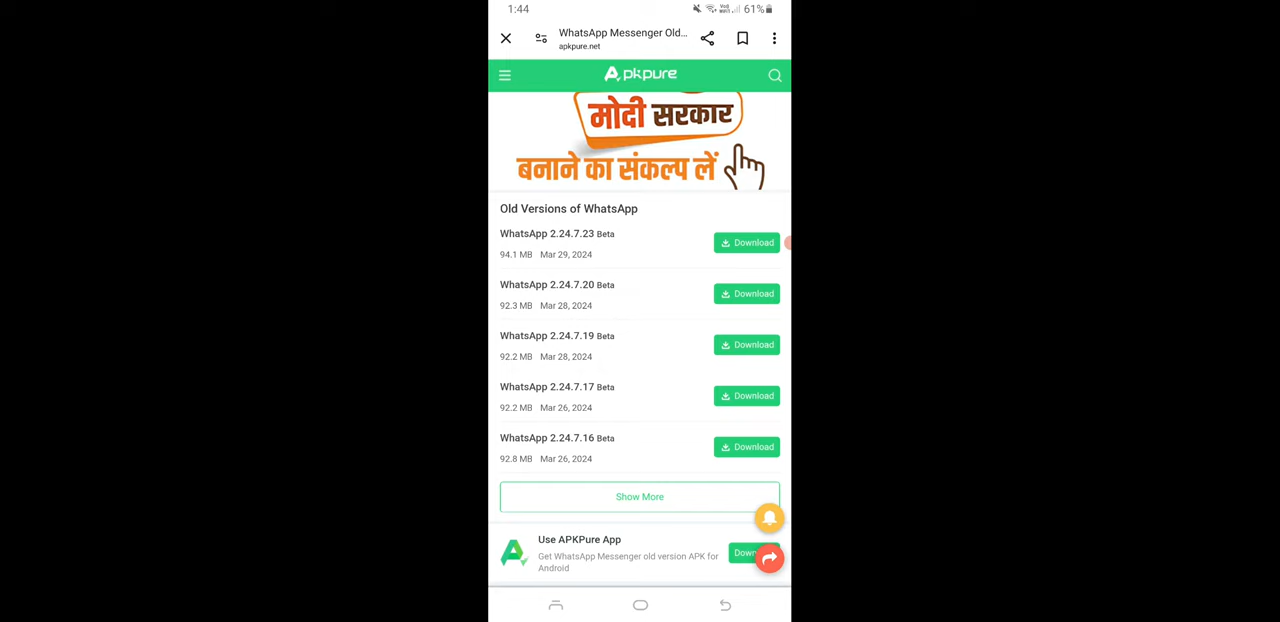 1:44
61%
WhatsApp Messenger Old...
apkpure.net
Apkpure
मोदी सरकार
बनाने का संकल्प लें
Old Versions of WhatsApp
WhatsApp 2.24.7.23 Beta
Download
94.1 MB Mar 29, 2024
WhatsApp 2.24.7.20 Beta
Download
92.3 MB Mar 28, 2024
WhatsApp 2.24.7.19 Beta
Download
92.2 MB Mar 28, 2024
WhatsApp 2.24.7.17 Beta
Download
92.2 MB Mar 26, 2024
WhatsApp 2.24.7.16 Beta
Download
92.8 MB Mar 26, 2024
Show More
Use APKPure App
Get WhatsApp Messenger old version APK for
Android